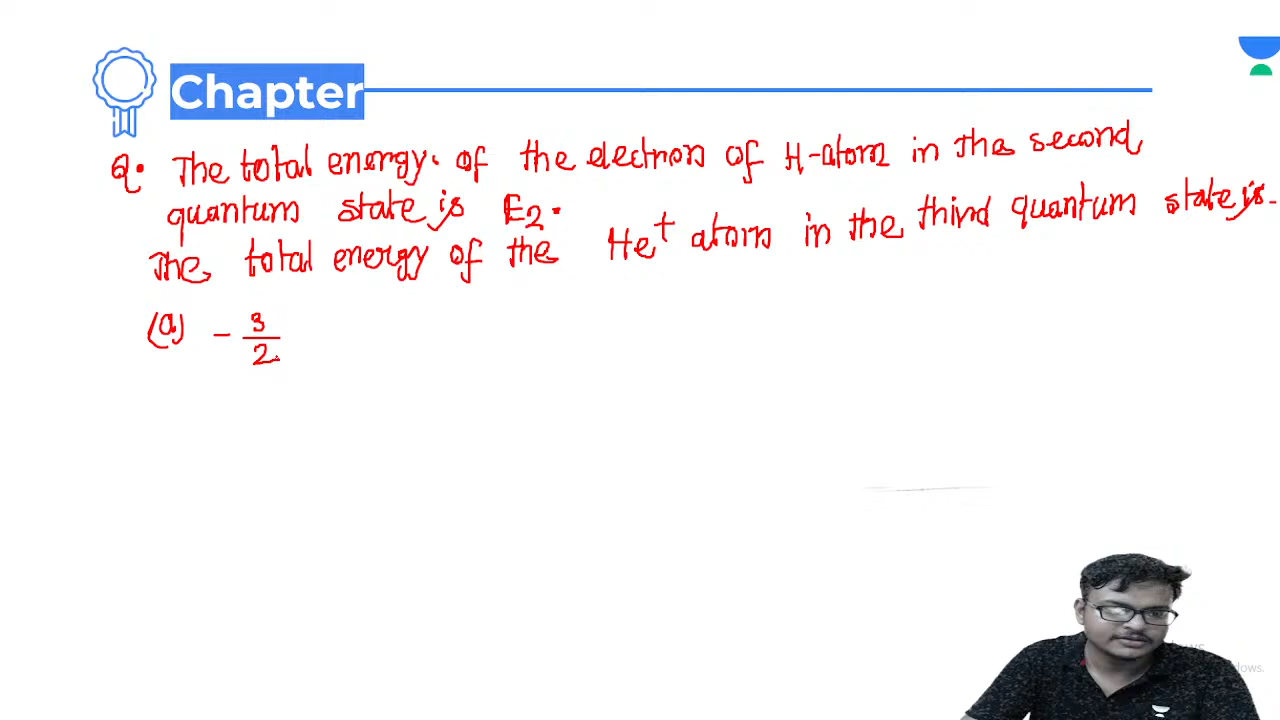 Chapter
Q. The total energy. of the electron of H-atom in the second
quantum state is E2.
The total energy of the He+ atom in the third quantum state is.
(a) - 3/2